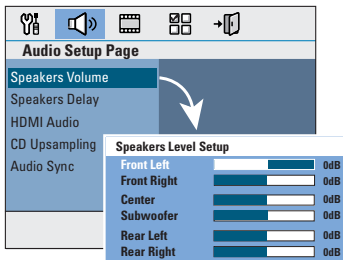 Audio Setup Page
Speakers Volume
Speakers Delay
HDMI Audio
CD Upsampling
Audio Sync
Speakers Level Setup
Front Left 0dB
Front Right 0dB
Center 0dB
Subwoofer 0dB
Rear Left 0dB
Rear Right 0dB